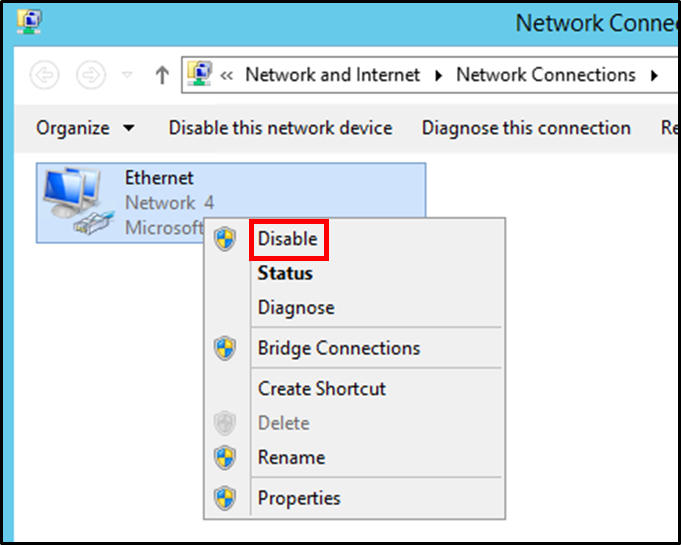 Network Conne
« Network and Internet Network Connections
Organize Disable this network device Diagnose this connection Re
Ethernet
Network 4
Microsoft
Disable
Status
Diagnose
Bridge Connections
Create Shortcut
Delete
Rename
Properties